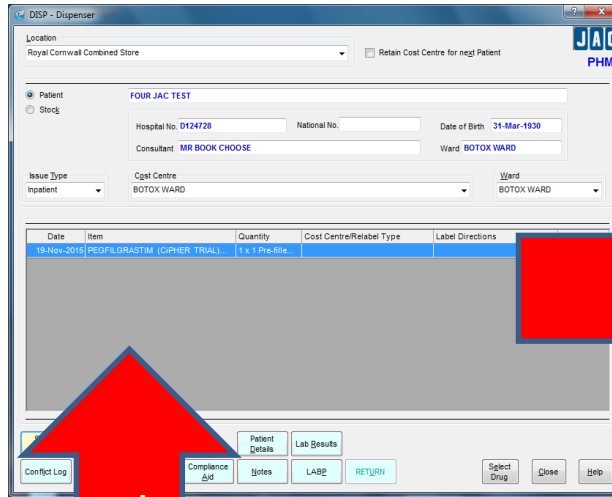 DISP - Dispenser
Location
Royal Cornwall Combined Store
Retain Cost Centre for next Patient
JAC
PHM
Patient
FOUR JAC TEST
Stock
Hospital No. D124728 National No. Date of Birth 31-Mar-1930
Consultant MR BOOK CHOOSE Ward BOTOX WARD
Issue Type Cost Centre Ward
Inpatient BOTOX WARD BOTOX WARD
Date Item Quantity Cost Centre/Relabel Type Label Directions
19-Nov-2015 PEGFILGRASTIM (CiPHER TRIAL)... 1 x 1 Pre-fille...
Patient Details Lab Results
Conflict Log Compliance Aid Notes LABP RETURN Select Drug Close Help